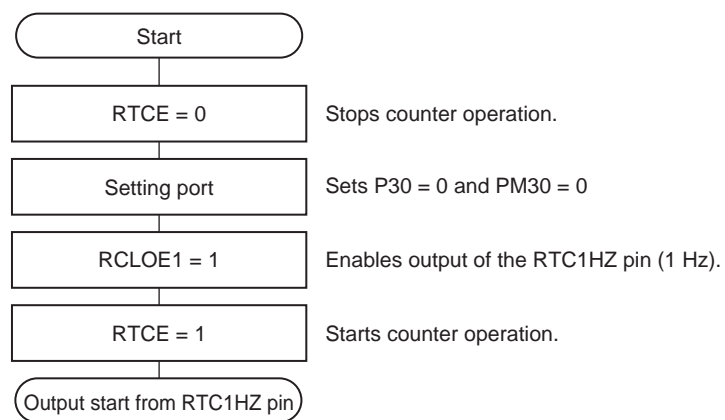 Start
RTCE = 0 Stops counter operation.
Setting port Sets P30 = 0 and PM30 = 0
RCLOE1 = 1 Enables output of the RTC1HZ pin (1 Hz).
RTCE = 1 Starts counter operation.
Output start from RTC1HZ pin